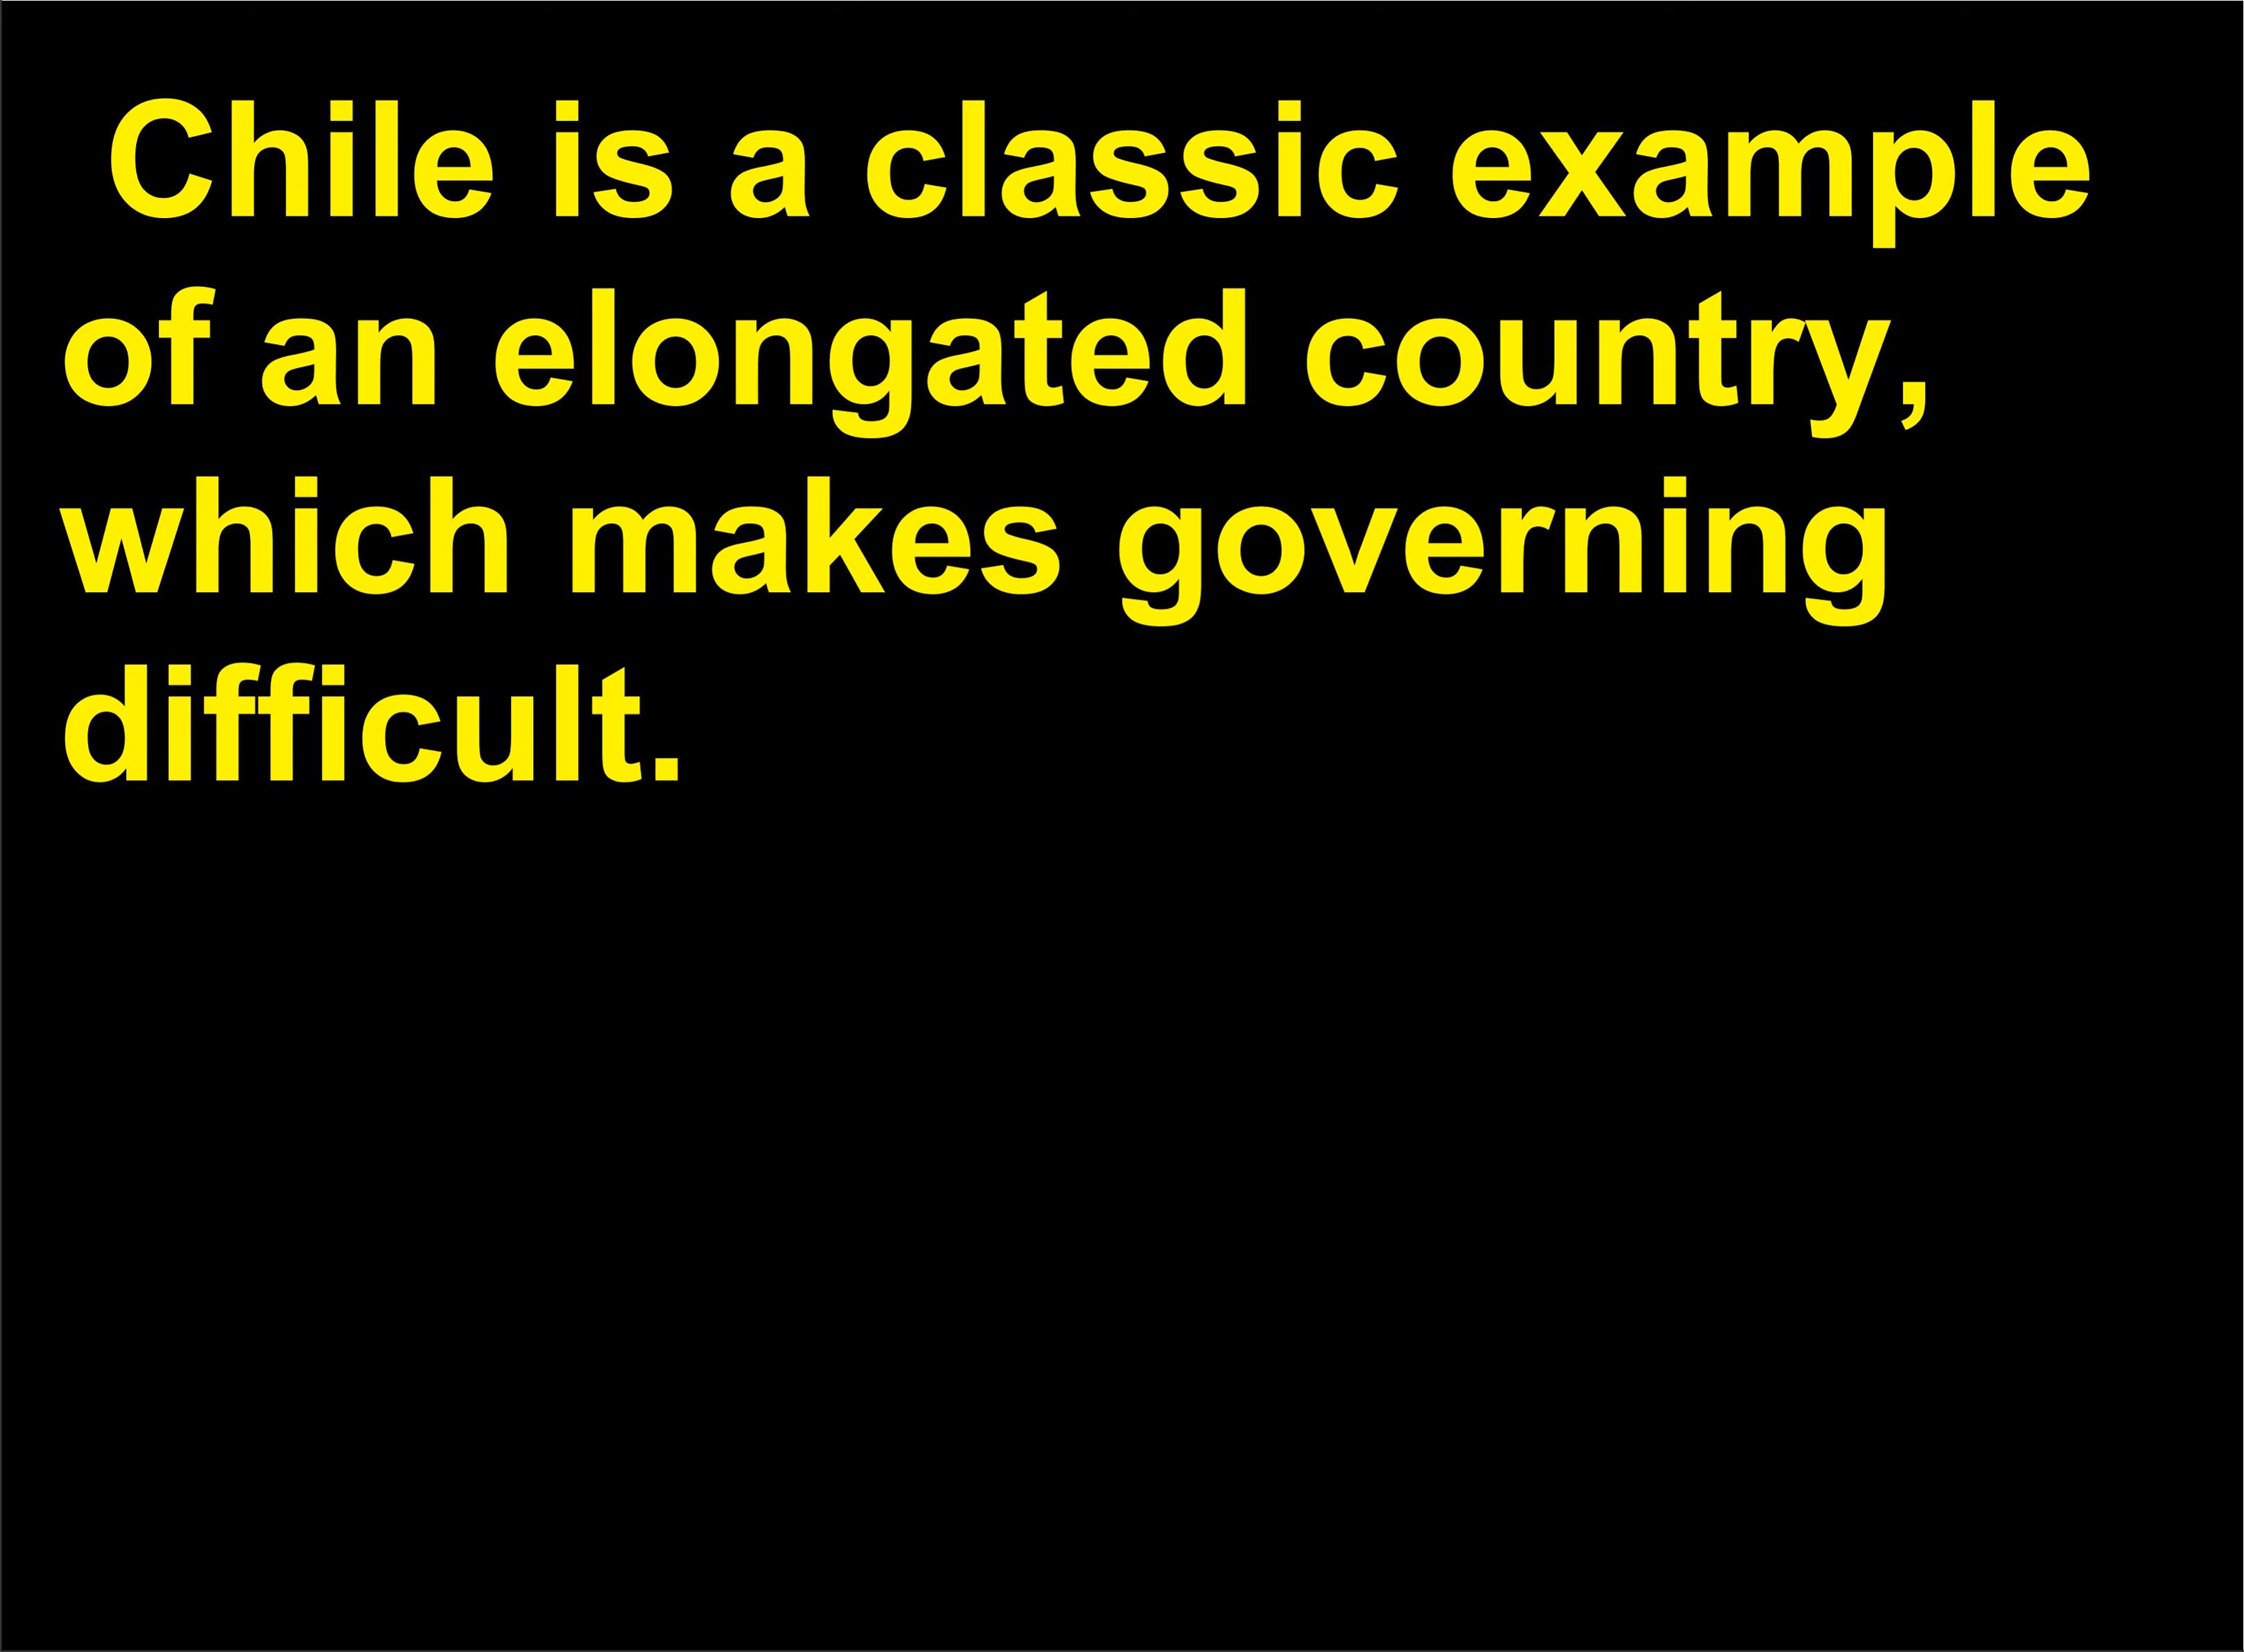 Chile is a classic example
of an elongated country,
which makes governing
difficult.